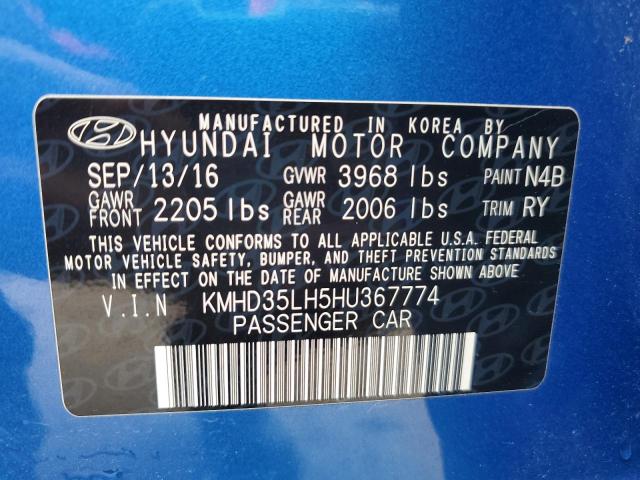 MANUFACTURED IN KOREA BY
HYUNDAI MOTOR COMPANY
SEP/13/16 GVWR 3968 lbs PAINT N4B
GAWR FRONT 2205 lbs GAWR REAR 2006 lbs TRIM RY
THIS VEHICLE CONFORMS TO ALL APPLICABLE U.S.A. FEDERAL
MOTOR VEHICLE SAFETY, BUMPER, AND THEFT PREVENTION STANDARDS
IN EFFECT ON THE DATE OF MANUFACTURE SHOWN ABOVE
V.I.N KMHD35LH5HU367774
PASSENGER CAR